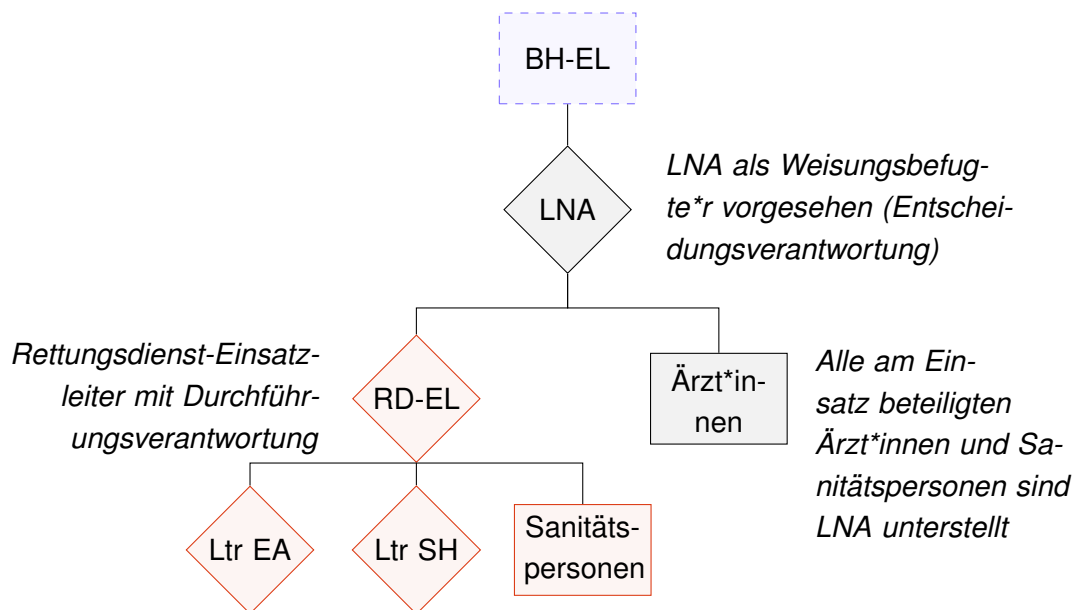 BH-EL
LNA
LNA als Weisungsbefug-
te*r vorgesehen (Entschei-
dungsverantwortung)
Rettungsdienst-Einsatz-
leiter mit Durchführ-
ungsverantwortung
RD-EL
Ärzt*in-
nen
Alle am Ein-
satz beteiligten
Ärzt*innen und Sa-
nitätspersonen sind
LNA unterstellt
Ltr EA
Ltr SH
Sanitäts-
personen